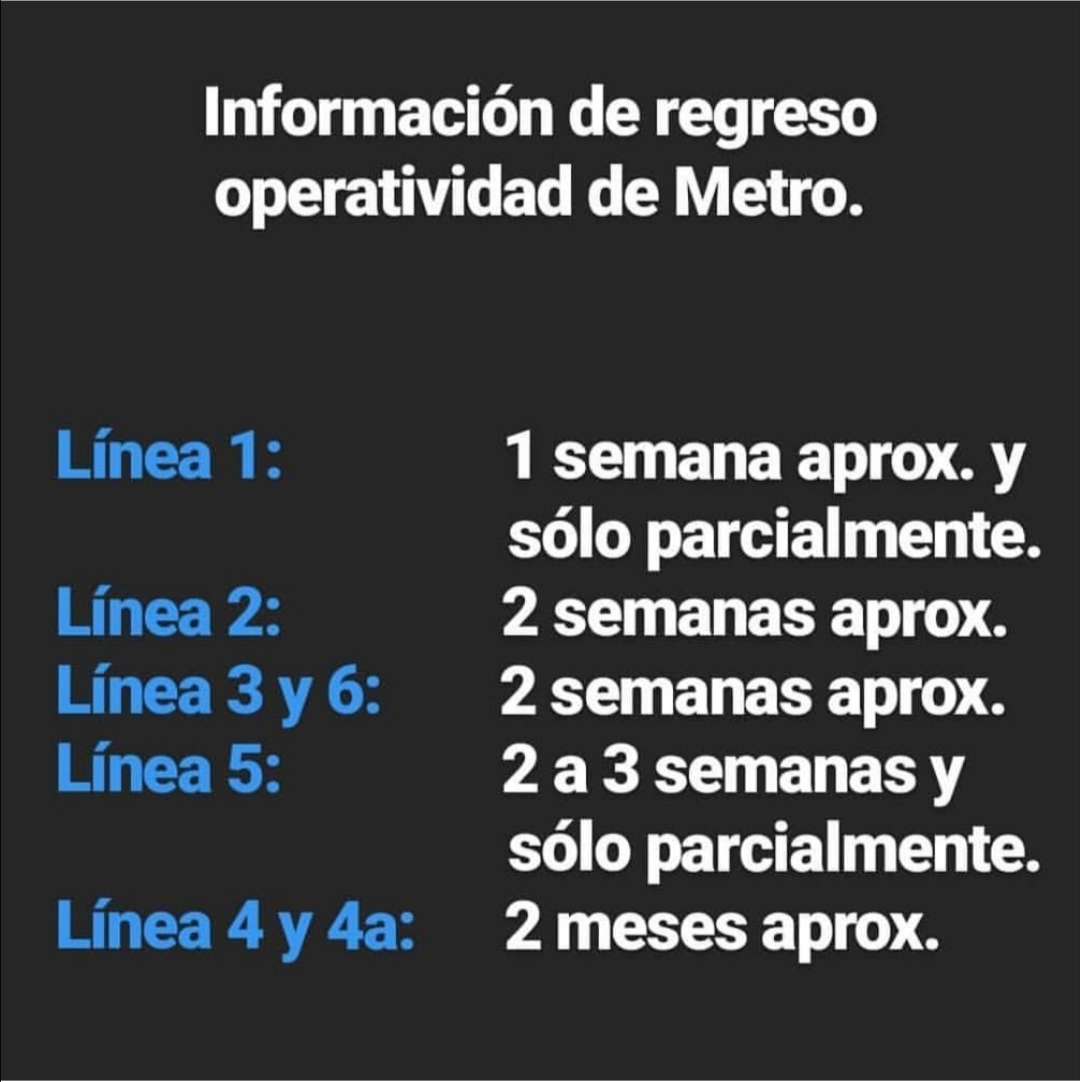 Información de regreso
operatividad de Metro.
Línea 1: 1 semana aprox. y
sólo parcialmente.
Línea 2: 2 semanas aprox.
Línea 3 y 6: 2 semanas aprox.
Línea 5: 2 a 3 semanas y
sólo parcialmente.
Línea 4 y 4a: 2 meses aprox.